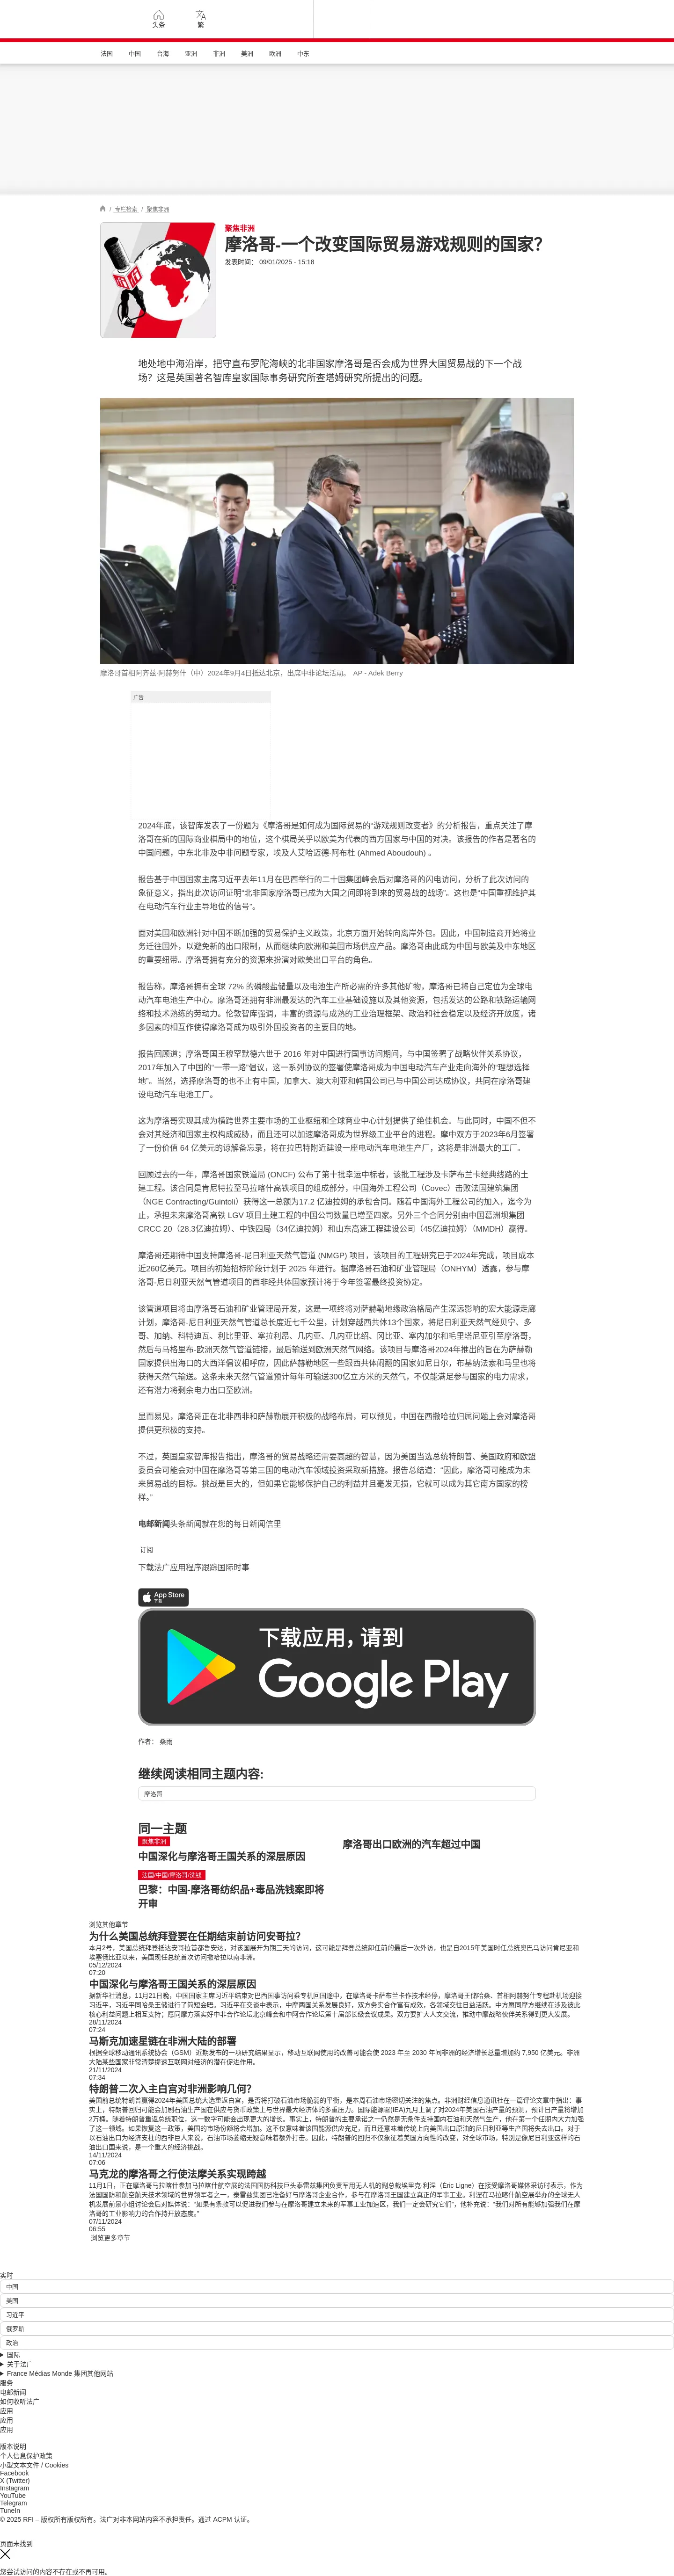 头条
繁
法国 中国 台海 亚洲 非洲 美洲 欧洲 中东
/ 专栏检索 / 聚焦非洲
聚焦非洲
摩洛哥-一个改变国际贸易游戏规则的国家？
发表时间： 09/01/2025 - 15:18
地处地中海沿岸，把守直布罗陀海峡的北非国家摩洛哥是否会成为世界大国贸易战的下一个战
场？这是英国著名智库皇家国际事务研究所查塔姆研究所提出的问题。
摩洛哥首相阿齐兹·阿赫努什（中）2024年9月4日抵达北京，出席中非论坛活动。 AP - Adek Berry
广告
2024年底，该智库发表了一份题为《摩洛哥是如何成为国际贸易的“游戏规则改变者》的分析报告，重点关注了摩
洛哥在新的国际商业棋局中的地位，这个棋局关乎以欧美为代表的西方国家与中国的对决。该报告的作者是著名的
中国问题，中东北非及中非问题专家，埃及人艾哈迈德·阿布杜 (Ahmed Aboudouh) 。
报告基于中国国家主席习近平去年11月在巴西举行的二十国集团峰会后对摩洛哥的闪电访问，分析了此次访问的
象征意义，指出此次访问证明“北非国家摩洛哥已成为大国之间即将到来的贸易战的战场”。这也是“中国重视维护其
在电动汽车行业主导地位的信号”。
面对美国和欧洲针对中国不断加强的贸易保护主义政策，北京方面开始转向离岸外包。因此，中国制造商开始将业
务迁往国外，以避免新的出口限制，从而继续向欧洲和美国市场供应产品。摩洛哥由此成为中国与欧美及中东地区
的重要纽带。摩洛哥拥有充分的资源来扮演对欧美出口平台的角色。
报告称，摩洛哥拥有全球 72% 的磷酸盐储量以及电池生产所必需的许多其他矿物，摩洛哥已将自己定位为全球电
动汽车电池生产中心。摩洛哥还拥有非洲最发达的汽车工业基础设施以及其他资源，包括发达的公路和铁路运输网
络和技术熟练的劳动力。伦敦智库强调，丰富的资源与成熟的工业治理框架、政治和社会稳定以及经济开放度，诸
多因素的相互作使得摩洛哥成为吸引外国投资者的主要目的地。
报告回顾道；摩洛哥国王穆罕默德六世于 2016 年对中国进行国事访问期间，与中国签署了战略伙伴关系协议，
2017年加入了中国的“一带一路”倡议，这一系列协议的签署使摩洛哥成为中国电动汽车产业走向海外的“理想选择
地”。当然，选择摩洛哥的也不止有中国，加拿大、澳大利亚和韩国公司已与中国公司达成协议，共同在摩洛哥建
设电动汽车电池工厂。
这为摩洛哥实现其成为横跨世界主要市场的工业枢纽和全球商业中心计划提供了绝佳机会。与此同时，中国不但不
会对其经济和国家主权构成威胁，而且还可以加速摩洛哥成为世界级工业平台的进程。摩中双方于2023年6月签署
了一份价值 64 亿美元的谅解备忘录，将在拉巴特附近建设一座电动汽车电池生产厂，这将是非洲最大的工厂。
回顾过去的一年，摩洛哥国家铁道局 (ONCF) 公布了第十批幸运中标者，该批工程涉及卡萨布兰卡经典线路的土
建工程。该合同是肯尼特拉至马拉喀什高铁项目的组成部分，中国海外工程公司（Covec）击败法国建筑集团
（NGE Contracting/Guintoli）获得这一总额为17.2 亿迪拉姆的承包合同。随着中国海外工程公司的加入，迄今为
止，承担未来摩洛哥高铁 LGV 项目土建工程的中国公司数量已增至四家。另外三个合同分别由中国葛洲坝集团
CRCC 20（28.3亿迪拉姆）、中铁四局（34亿迪拉姆）和山东高速工程建设公司（45亿迪拉姆）（MMDH）赢得。
摩洛哥还期待中国支持摩洛哥-尼日利亚天然气管道 (NMGP) 项目，该项目的工程研究已于2024年完成，项目成本
近260亿美元。项目的初始招标阶段计划于 2025 年进行。据摩洛哥石油和矿业管理局（ONHYM）透露，参与摩
洛哥-尼日利亚天然气管道项目的西非经共体国家预计将于今年签署最终投资协定。
该管道项目将由摩洛哥石油和矿业管理局开发，这是一项终将对萨赫勒地缘政治格局产生深远影响的宏大能源走廊
计划，摩洛哥-尼日利亚天然气管道总长度近七千公里，计划穿越西共体13个国家，将尼日利亚天然气经贝宁、多
哥、加纳、科特迪瓦、利比里亚、塞拉利昂、几内亚、几内亚比绍、冈比亚、塞内加尔和毛里塔尼亚引至摩洛哥，
然后与马格里布-欧洲天然气管道链接，最后输送到欧洲天然气网络。该项目与摩洛哥2024年推出的旨在为萨赫勒
国家提供出海口的大西洋倡议相呼应，因此萨赫勒地区一些跟西共体闹翻的国家如尼日尔，布基纳法索和马里也将
获得天然气输送。这条未来天然气管道预计每年可输送300亿立方米的天然气，不仅能满足参与国家的电力需求，
还有潜力将剩余电力出口至欧洲。
显而易见，摩洛哥正在北非西非和萨赫勒展开积极的战略布局，可以预见，中国在西撒哈拉归属问题上会对摩洛哥
提供更积极的支持。
不过，英国皇家智库报告指出，摩洛哥的贸易战略还需要高超的智慧，因为美国当选总统特朗普、美国政府和欧盟
委员会可能会对中国在摩洛哥等第三国的电动汽车领域投资采取新措施。报告总结道：“因此，摩洛哥可能成为未
来贸易战的目标。挑战是巨大的，但如果它能够保护自己的利益并且毫发无损，它就可以成为其它南方国家的榜
样。”
电邮新闻头条新闻就在您的每日新闻信里
订阅
下载法广应用程序跟踪国际时事
App Store
下载
下载应用，请到
Google Play
作者： 桑雨
继续阅读相同主题内容:
摩洛哥
同一主题
聚焦非洲
中国深化与摩洛哥王国关系的深层原因
摩洛哥出口欧洲的汽车超过中国
法国/中国/摩洛哥/洗钱
巴黎：中国-摩洛哥纺织品+毒品洗钱案即将
开审
浏览其他章节
为什么美国总统拜登要在任期结束前访问安哥拉？
本月2号，美国总统拜登抵达安哥拉首都鲁安达，对该国展开为期三天的访问，这可能是拜登总统卸任前的最后一次外访，也是自2015年美国时任总统奥巴马访问肯尼亚和
埃塞俄比亚以来，美国现任总统首次访问撒哈拉以南非洲。
05/12/2024
07:20
中国深化与摩洛哥王国关系的深层原因
据新华社消息，11月21日晚，中国国家主席习近平结束对巴西国事访问乘专机回国途中，在摩洛哥卡萨布兰卡作技术经停，摩洛哥王储哈桑、首相阿赫努什专程赴机场迎接
习近平，习近平同哈桑王储进行了简短会晤。习近平在交谈中表示，中摩两国关系发展良好，双方务实合作富有成效，各领域交往日益活跃。中方愿同摩方继续在涉及彼此
核心利益问题上相互支持；愿同摩方落实好中非合作论坛北京峰会和中阿合作论坛第十届部长级会议成果。双方要扩大人文交流，推动中摩战略伙伴关系得到更大发展。
28/11/2024
07:24
马斯克加速星链在非洲大陆的部署
根据全球移动通讯系统协会（GSM）近期发布的一项研究结果显示，移动互联网使用的改善可能会使 2023 年至 2030 年间非洲的经济增长总量增加约 7,950 亿美元。非洲
大陆某些国家非常清楚提速互联网对经济的潜在促进作用。
21/11/2024
07:34
特朗普二次入主白宫对非洲影响几何？
美国前总统特朗普赢得2024年美国总统大选重返白宫，是否将打破石油市场脆弱的平衡，是本周石油市场密切关注的焦点。非洲财经信息通讯社在一篇评论文章中指出：事
实上，特朗普回归可能会加剧石油生产国在供应与货币政策上与世界最大经济体的多重压力。国际能源署(IEA)九月上调了对2024年美国石油产量的预测，预计日产量将增加
2万桶。随着特朗普重返总统职位，这一数字可能会出现更大的增长。事实上，特朗普的主要承诺之一仍然是无条件支持国内石油和天然气生产，他在第一个任期内大力加强
了这一领域。如果恢复这一政策，美国的市场份额将会增加。这不仅意味着该国能源供应充足，而且还意味着传统上向美国出口原油的尼日利亚等生产国将失去出口。对于
以石油出口为经济支柱的西非巨人来说，石油市场萎缩无疑意味着额外打击。因此，特朗普的回归不仅象征着美国方向性的改变，对全球市场，特别是像尼日利亚这样的石
油出口国来说，是一个重大的经济挑战。
14/11/2024
07:06
马克龙的摩洛哥之行使法摩关系实现跨越
11月1日，正在摩洛哥马拉喀什参加马拉喀什航空展的法国国防科技巨头泰雷兹集团负责军用无人机的副总裁埃里克·利涅（Éric Ligne）在接受摩洛哥媒体采访时表示，作为
法国国防和航空航天技术领域的世界领军者之一，泰雷兹集团已准备好与摩洛哥企业合作，参与在摩洛哥王国建立真正的军事工业。利涅在马拉喀什航空展举办的全球无人
机发展前景小组讨论会后对媒体说：“如果有条款可以促进我们参与在摩洛哥建立未来的军事工业加速区，我们一定会研究它们”，他补充说：“我们对所有能够加强我们在摩
洛哥的工业影响力的合作持开放态度。”
07/11/2024
06:55
浏览更多章节
实时
中国
美国
习近平
俄罗斯
政治
国际
关于法广
France Médias Monde 集团其他网站
服务
电邮新闻
如何收听法广
应用
应用
应用
版本说明
个人信息保护政策
小型文本文件 / Cookies
Facebook
X (Twitter)
Instagram
YouTube
Telegram
TuneIn
© 2025 RFI – 版权所有版权所有。法广对非本网站内容不承担责任。通过 ACPM 认证。
页面未找到
您尝试访问的内容不存在或不再可用。